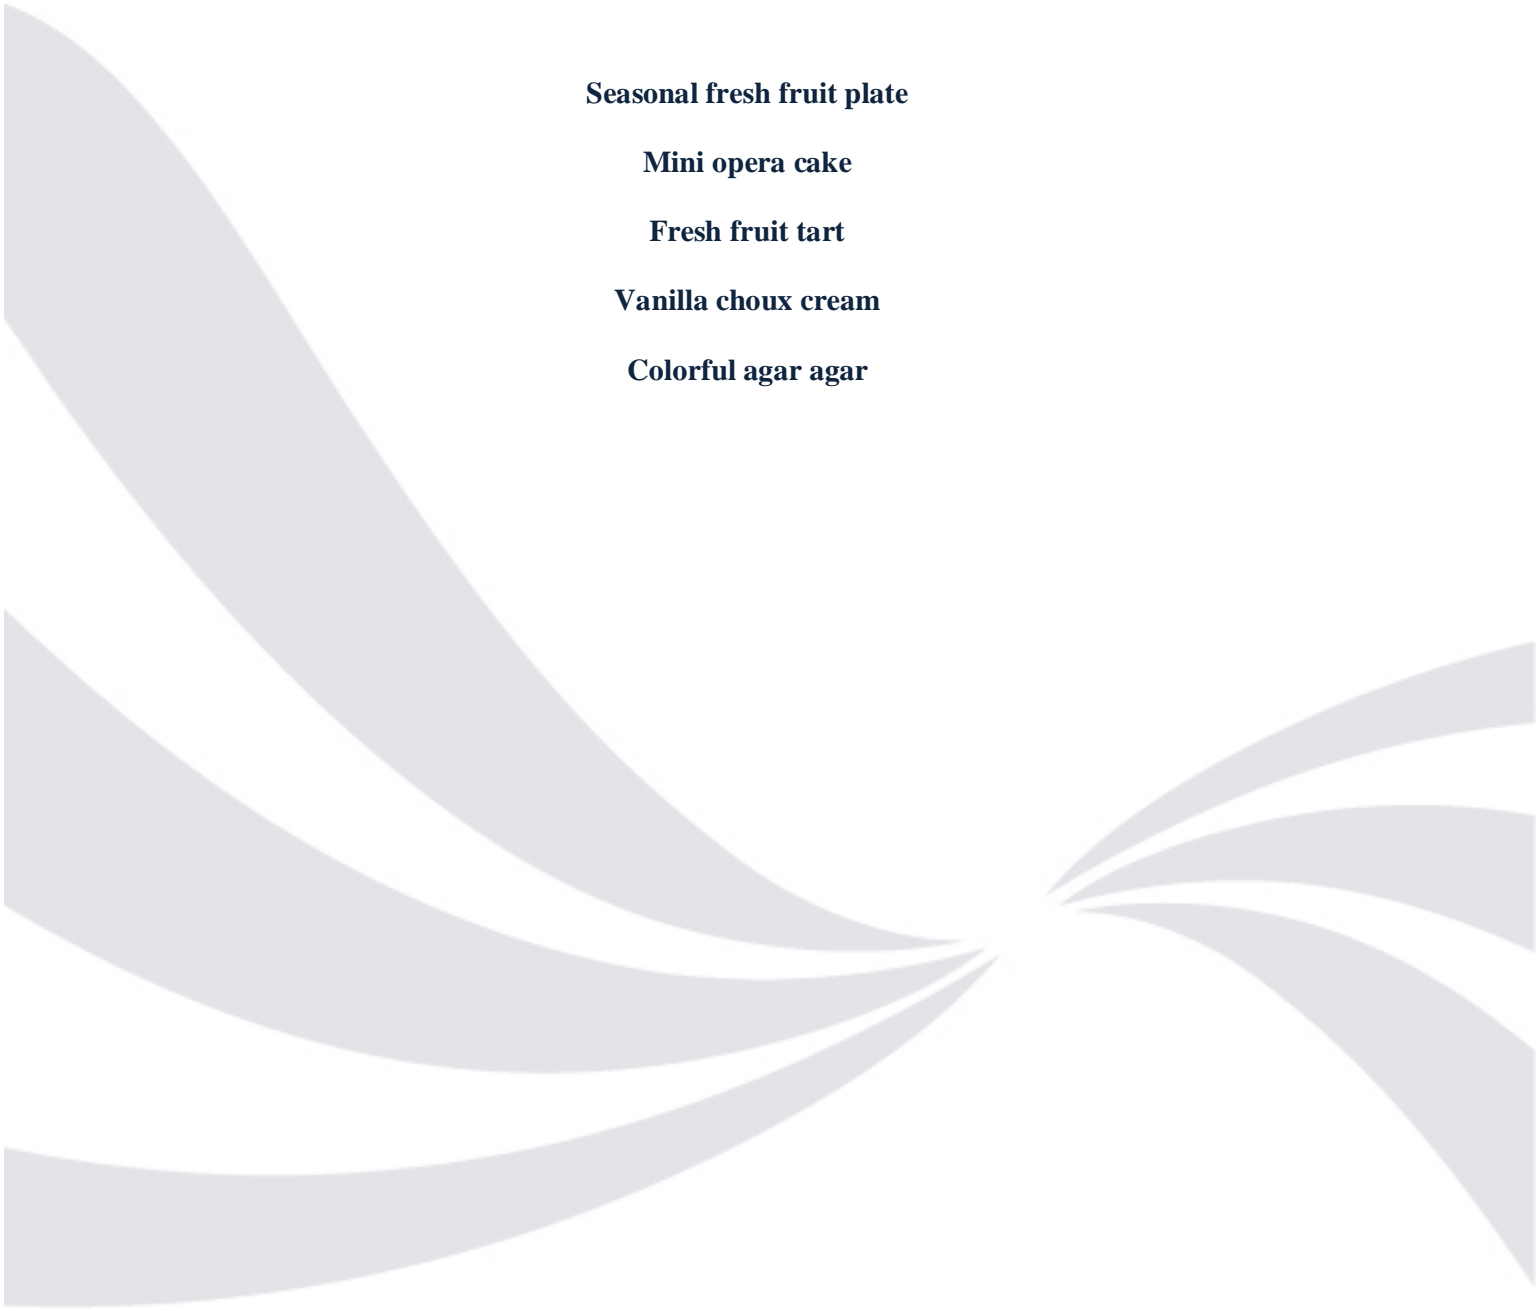 Seasonal fresh fruit plate
Mini opera cake
Fresh fruit tart
Vanilla choux cream
Colorful agar agar